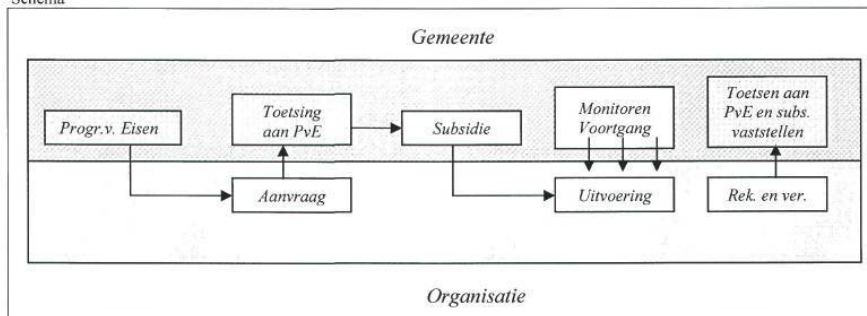 Schema
Gemeente
Progr.v. Eisen
Toetsing
aan PvE
Subsidie
Monitoren
Voortgang
Toetsen aan
PvE en subs.
vaststellen
Aanvraag
Uitvoering
Rek. en ver.
Organisatie